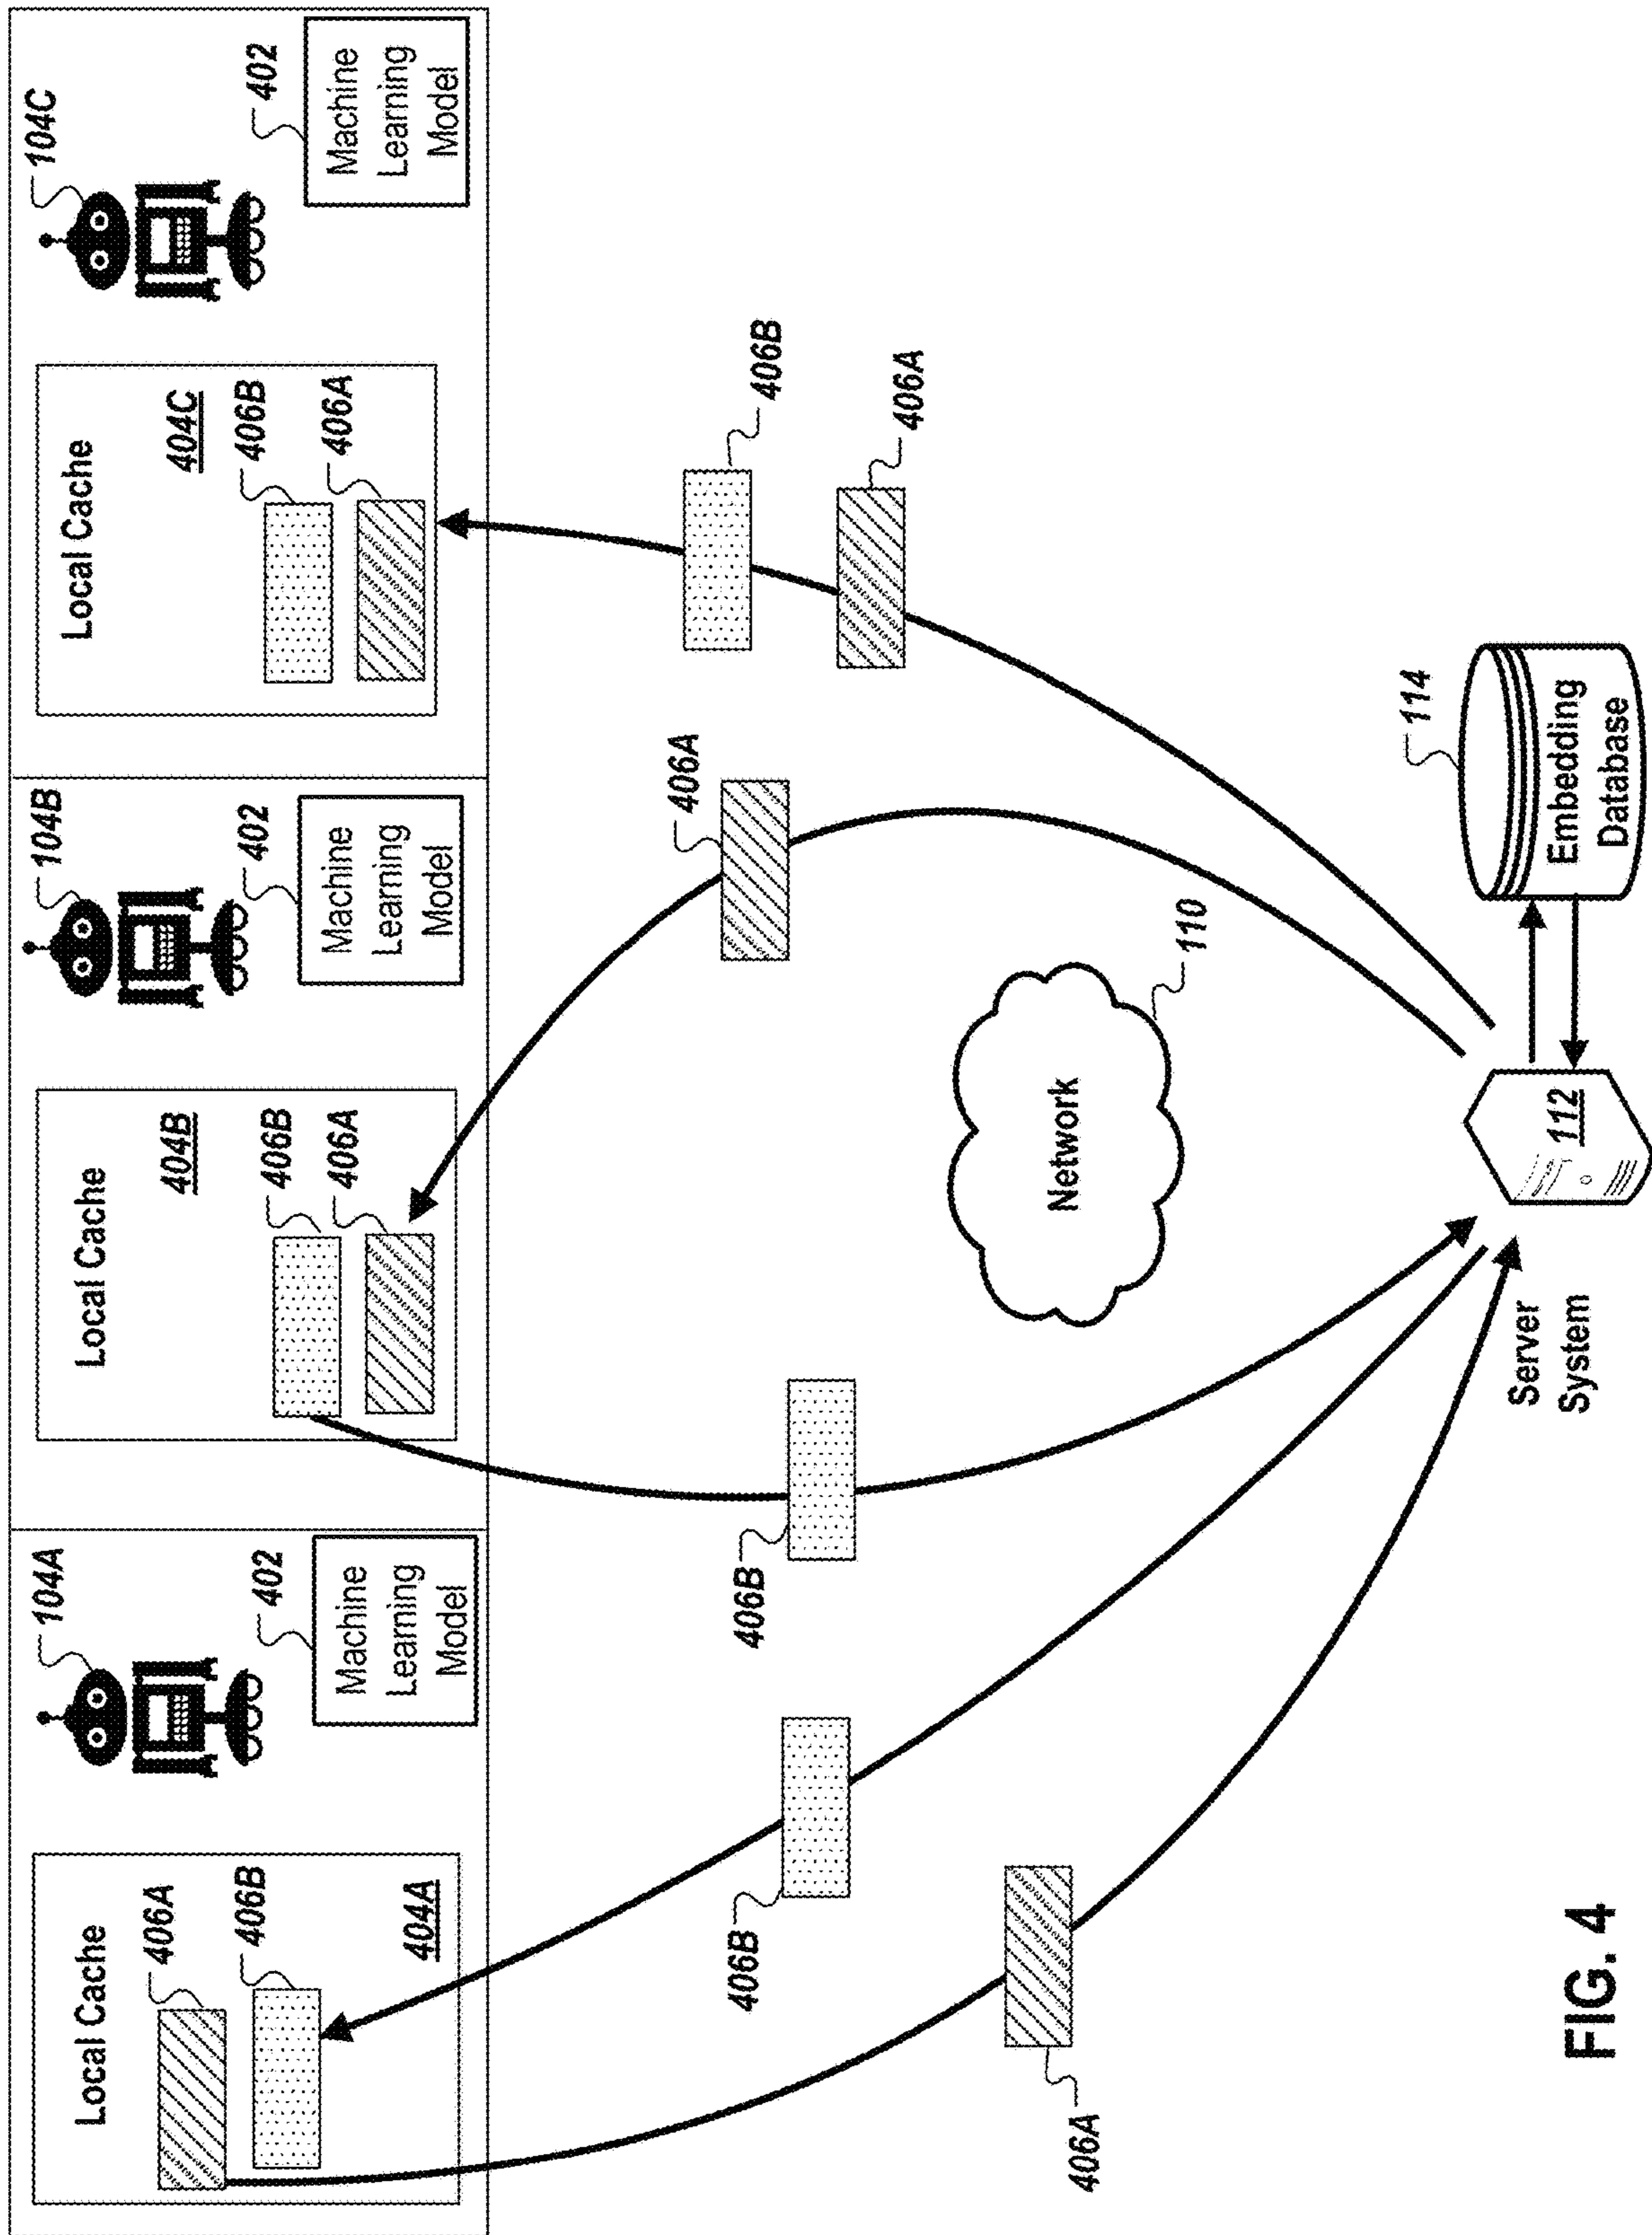 Local Cache
406A
406B
404A
104A
402
Machine
Learning
Model
Local Cache
404B
406B
406A
104B
402
Machine
Learning
Model
Local Cache
404C
406B
406A
104C
402
Machine
Learning
Model
406A
406B
406B
406A
406B
406A
Network
110
Server
System
112
114
Embedding
Database
FIG. 4